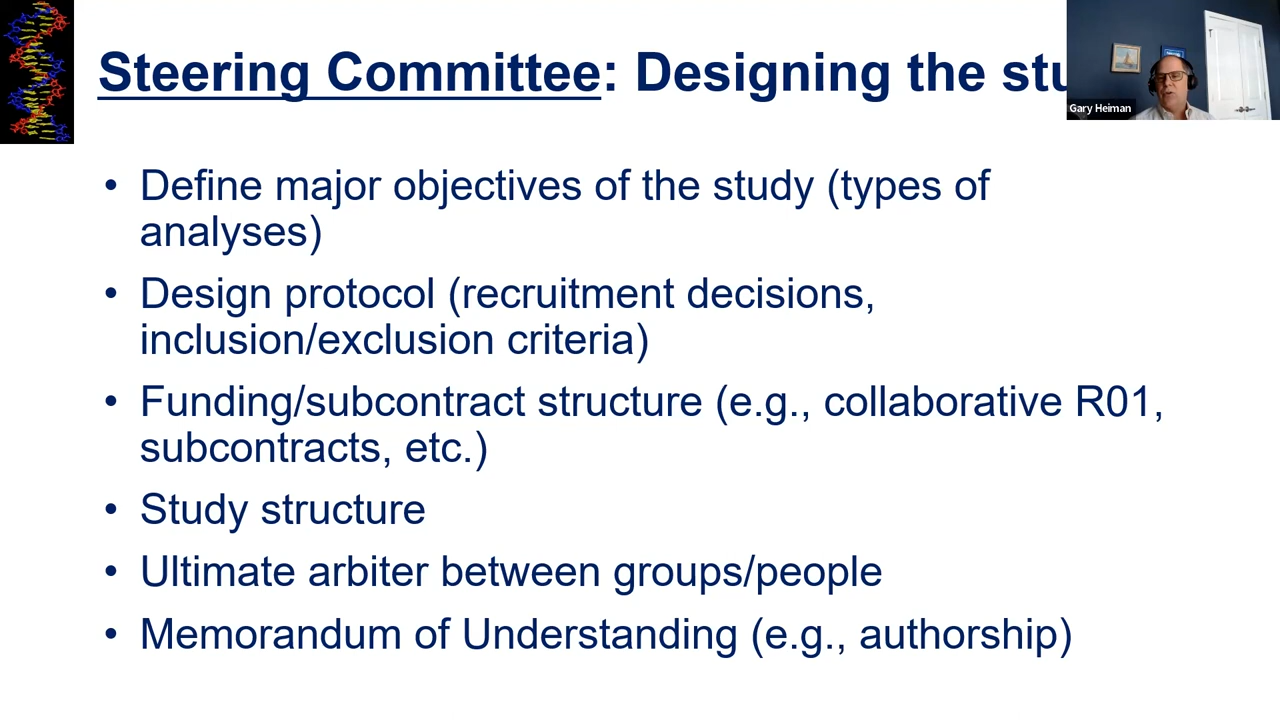 Steering Committee: Designing the stu
Gary Heiman
• Define major objectives of the study (types of
analyses)
• Design protocol (recruitment decisions,
inclusion/exclusion criteria)
• Funding/subcontract structure (e.g., collaborative R01,
subcontracts, etc.)
• Study structure
• Ultimate arbiter between groups/people
• Memorandum of Understanding (e.g., authorship)